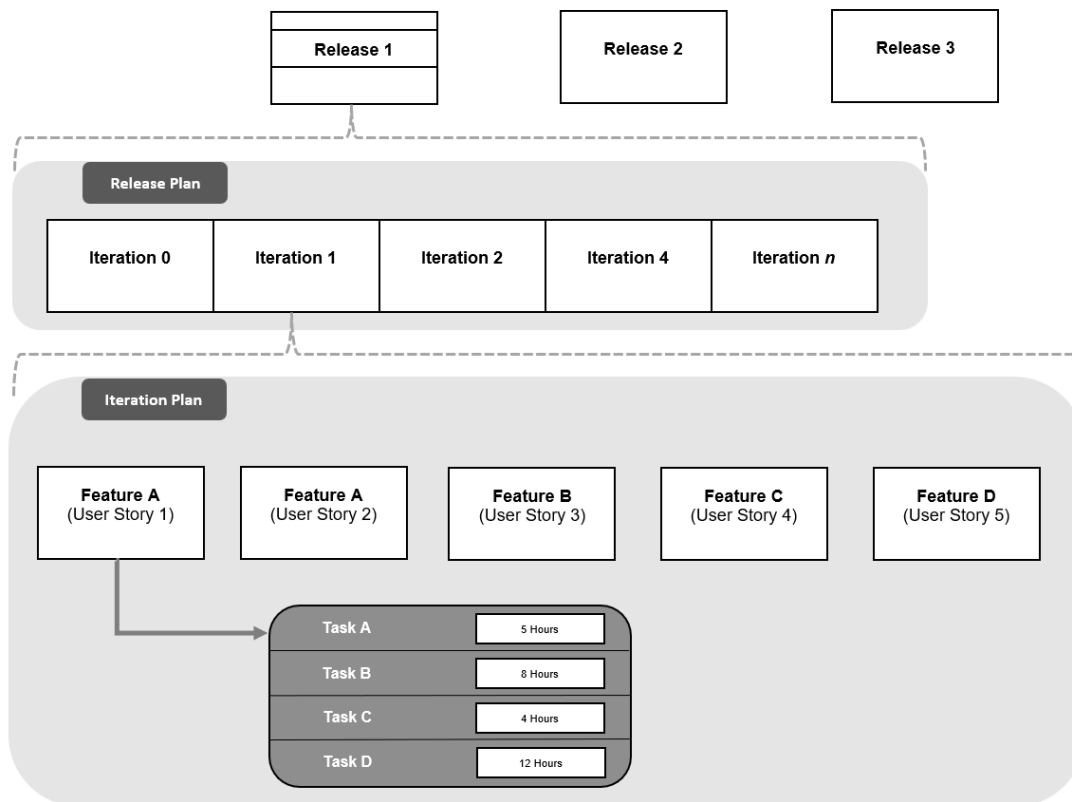 Release 1
Release 2
Release 3
Release Plan
Iteration 0
Iteration 1
Iteration 2
Iteration 4
Iteration n
Iteration Plan
Feature A
(User Story 1)
Feature A
(User Story 2)
Feature B
(User Story 3)
Feature C
(User Story 4)
Feature D
(User Story 5)
Task A
5 Hours
Task B
8 Hours
Task C
4 Hours
Task D
12 Hours